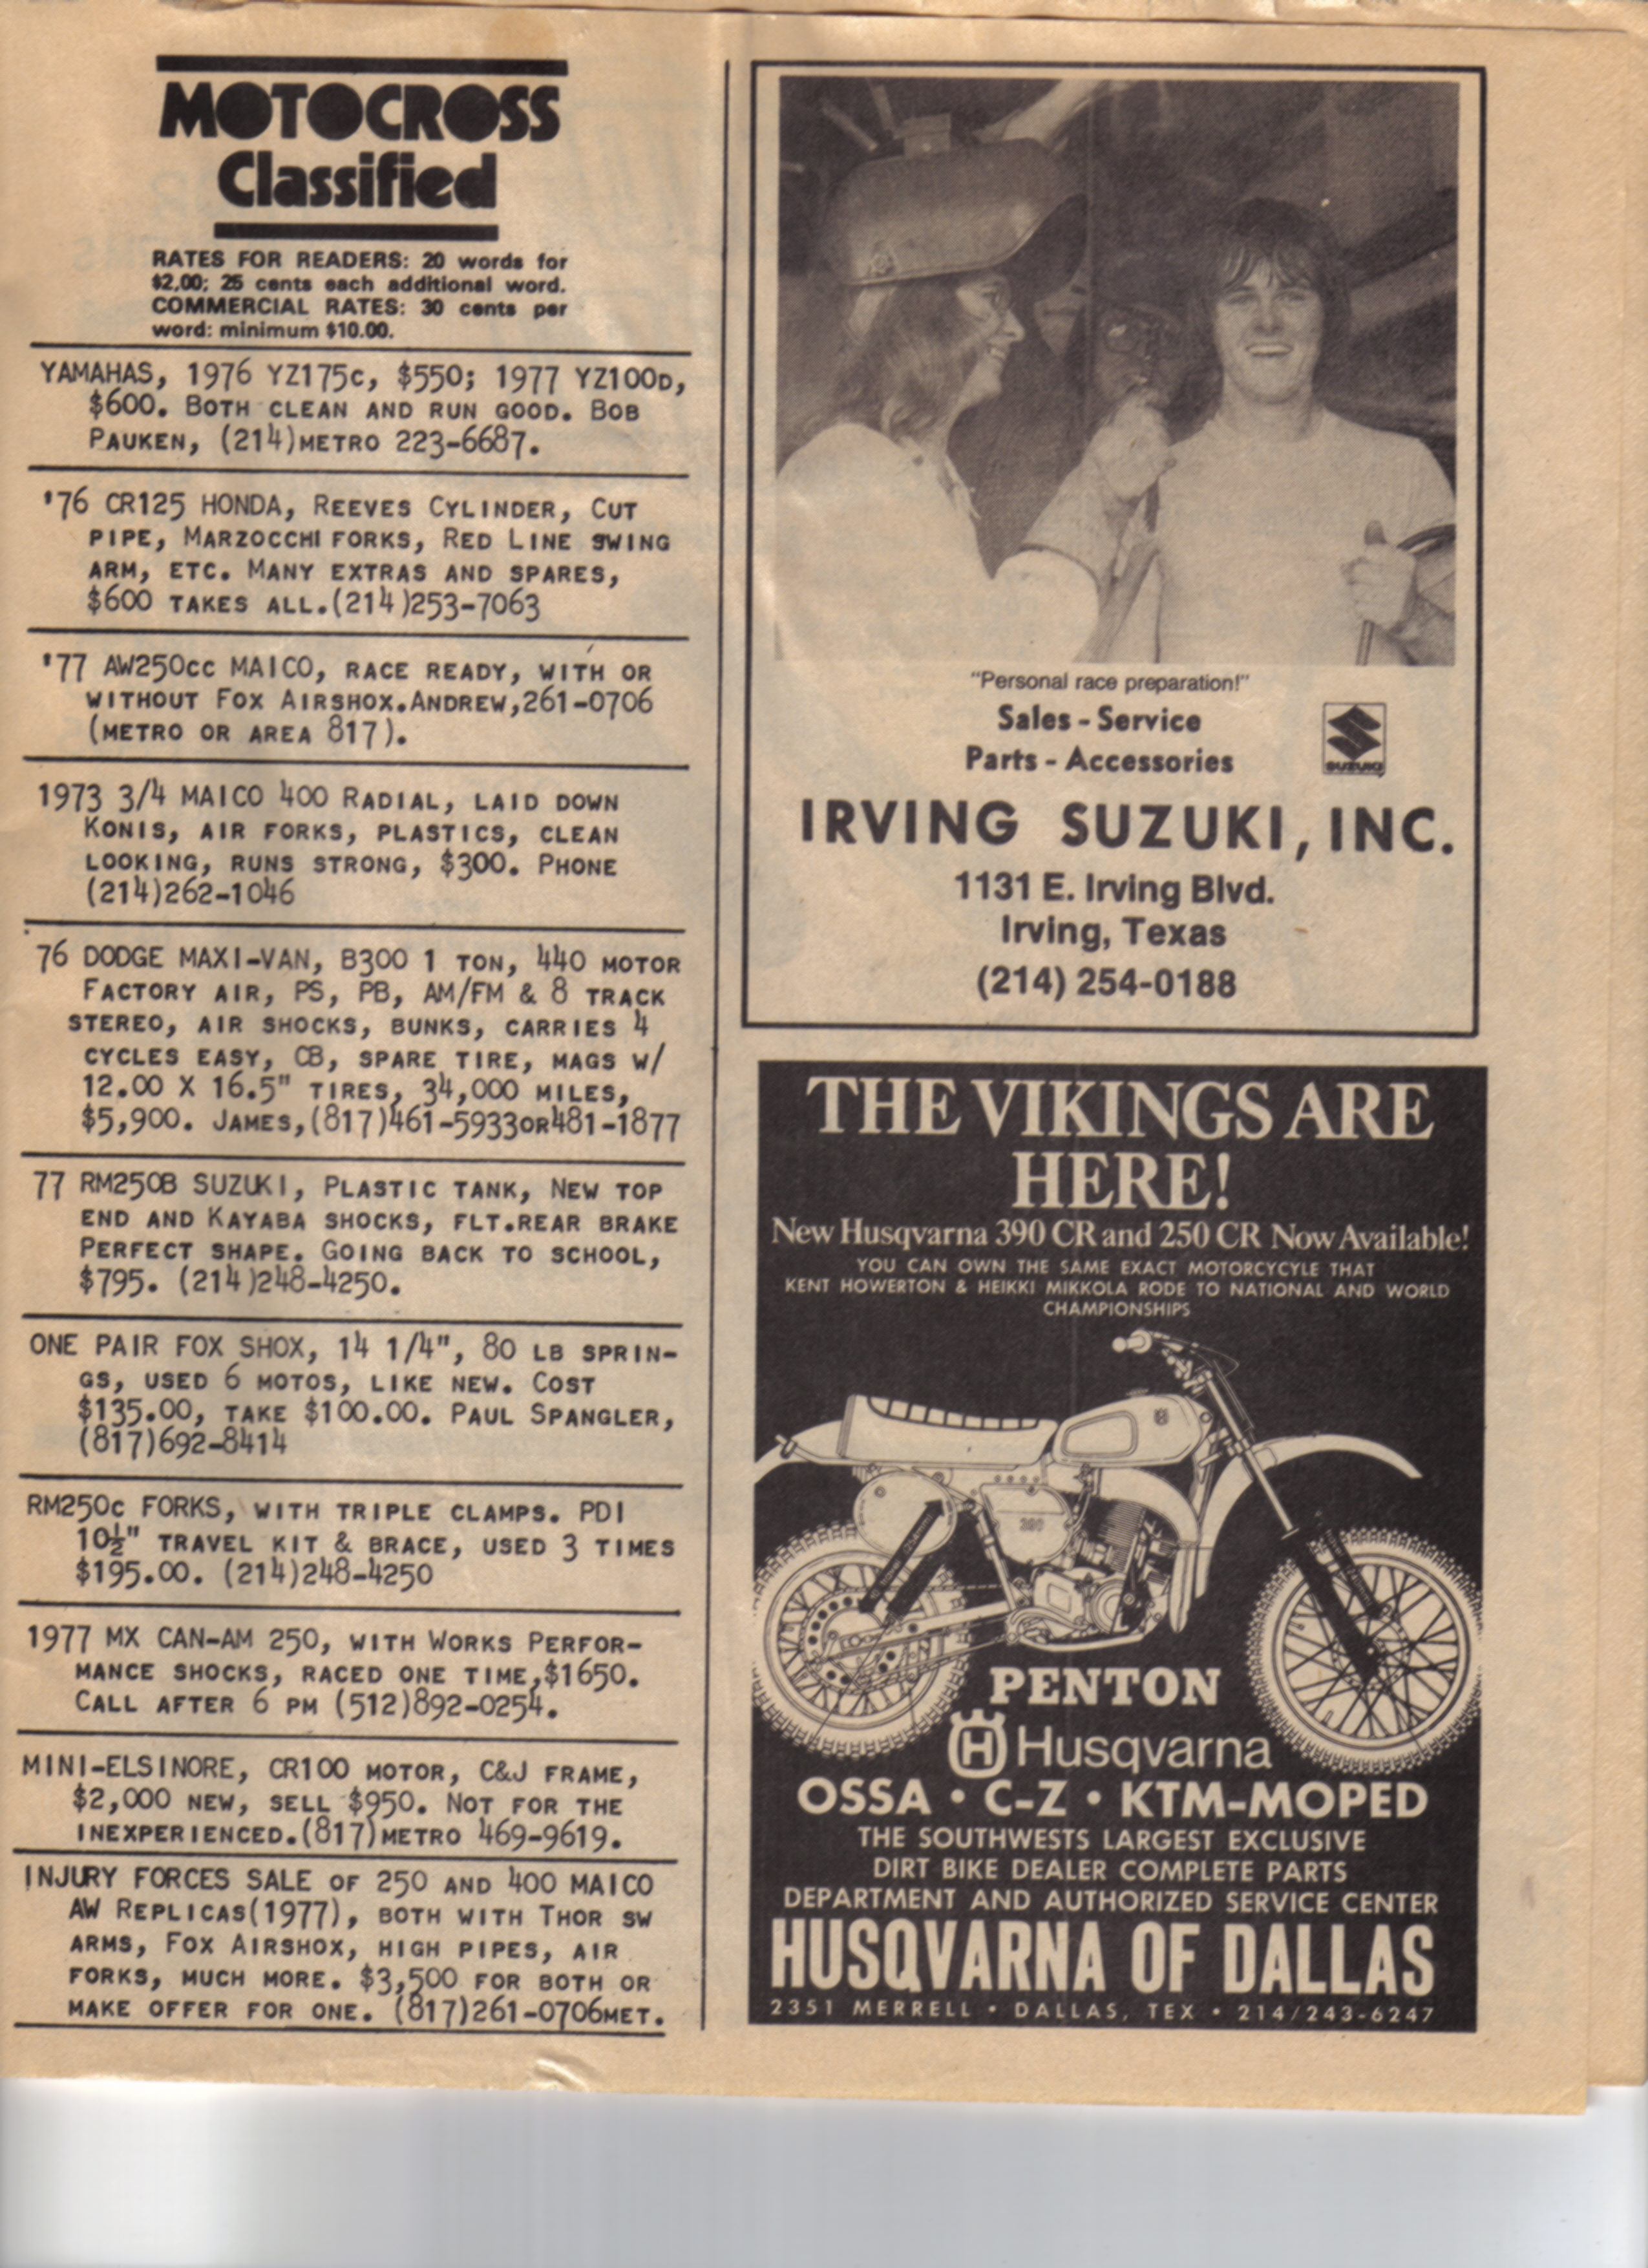 MOTOCROSS
Classified
RATES FOR READERS: 20 words for
$2.00; 25 cents each additional word.
COMMERCIAL RATES: 30 cents per
word: minimum $10.00.
YAMAHAS, 1976 YZ175C, $550; 1977 YZ100D,
$600. BOTH CLEAN AND RUN GOOD. BOB
PAUKEN, (214)METRO 223-6687.
'76 CR125 HONDA, REEVES CYLINDER, CUT
PIPE, MARZOCCHI FORKS, RED LINE SWING
ARM, ETC. MANY EXTRAS AND SPARES,
$600 TAKES ALL.(214)253-7063
'77 AW250CC MAICO, RACE READY, WITH OR
WITHOUT FOX AIRSHOX.ANDREW,261-0706
(METRO OR AREA 817).
1973 3/4 MAICO 400 RADIAL, LAID DOWN
KONIS, AIR FORKS, PLASTICS, CLEAN
LOOKING, RUNS STRONG, $300. PHONE
(214)262-1046
76 DODGE MAXI-VAN, B300 1 TON, 440 MOTOR
FACTORY AIR, PS, PB, AM/FM & 8 TRACK
STEREO, AIR SHOCKS, BUNKS, CARRIES 4
CYCLES EASY, CB, SPARE TIRE, MAGS W/
12.00 X 16.5" TIRES, 34,000 MILES,
$5,900. JAMES,(817)461-5933OR481-1877
77 RM250B SUZUKI, PLASTIC TANK, NEW TOP
END AND KAYABA SHOCKS, FLT.REAR BRAKE
PERFECT SHAPE. GOING BACK TO SCHOOL,
$795. (214)248-4250.
ONE PAIR FOX SHOX, 14 1/4", 80 LB SPRIN-
GS, USED 6 MOTOS, LIKE NEW. COST
$135.00, TAKE $100.00. PAUL SPANGLER,
(817)692-8414
RM250C FORKS, WITH TRIPLE CLAMPS. PDI
10½" TRAVEL KIT & BRACE, USED 3 TIMES
$195.00. (214)248-4250
1977 MX CAN-AM 250, WITH WORKS PERFOR-
MANCE SHOCKS, RACED ONE TIME,$1650.
CALL AFTER 6 PM (512)892-0254.
MINI-ELSINORE, CR100 MOTOR, C&J FRAME,
$2,000 NEW, SELL $950. NOT FOR THE
INEXPERIENCED.(817)METRO 469-9619.
INJURY FORCES SALE OF 250 AND 400 MAICO
AW REPLICAS(1977), BOTH WITH THOR SW
ARMS, FOX AIRSHOX, HIGH PIPES, AIR
FORKS, MUCH MORE. $3,500 FOR BOTH OR
MAKE OFFER FOR ONE. (817)261-0706MET.
"Personal race preparation!"
Sales - Service
Parts - Accessories
SUZUKI
IRVING SUZUKI, INC.
1131 E. Irving Blvd.
Irving, Texas
(214) 254-0188
THE VIKINGS ARE
HERE!
New Husqvarna 390 CR and 250 CR Now Available!
YOU CAN OWN THE SAME EXACT MOTORCYCYLE THAT
KENT HOWERTON & HEIKKI MIKKOLA RODE TO NATIONAL AND WORLD
CHAMPIONSHIPS
390
PENTON
H Husqvarna
OSSA • C-Z • KTM-MOPED
THE SOUTHWESTS LARGEST EXCLUSIVE
DIRT BIKE DEALER COMPLETE PARTS
DEPARTMENT AND AUTHORIZED SERVICE CENTER
HUSQVARNA OF DALLAS
2351 MERRELL • DALLAS, TEX • 214/243-6247